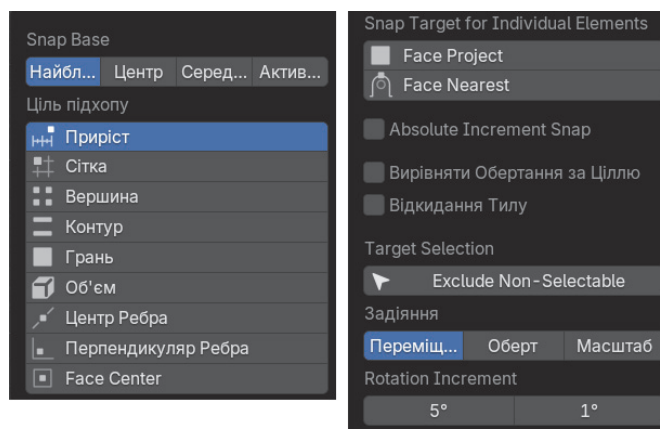 Snap Base
Найбл... Центр Серед... Актив...
Ціль підхопу
Приріст
Сітка
Вершина
Контур
Грань
Об'єм
Центр Ребра
Перпендикуляр Ребра
Face Center
Snap Target for Individual Elements
Face Project
Face Nearest
Absolute Increment Snap
Вирівняти Обертання за Ціллю
Відкидання Тилу
Target Selection
Exclude Non-Selectable
Задіяння
Переміщ... Оберт Масштаб
Rotation Increment
5° 1°